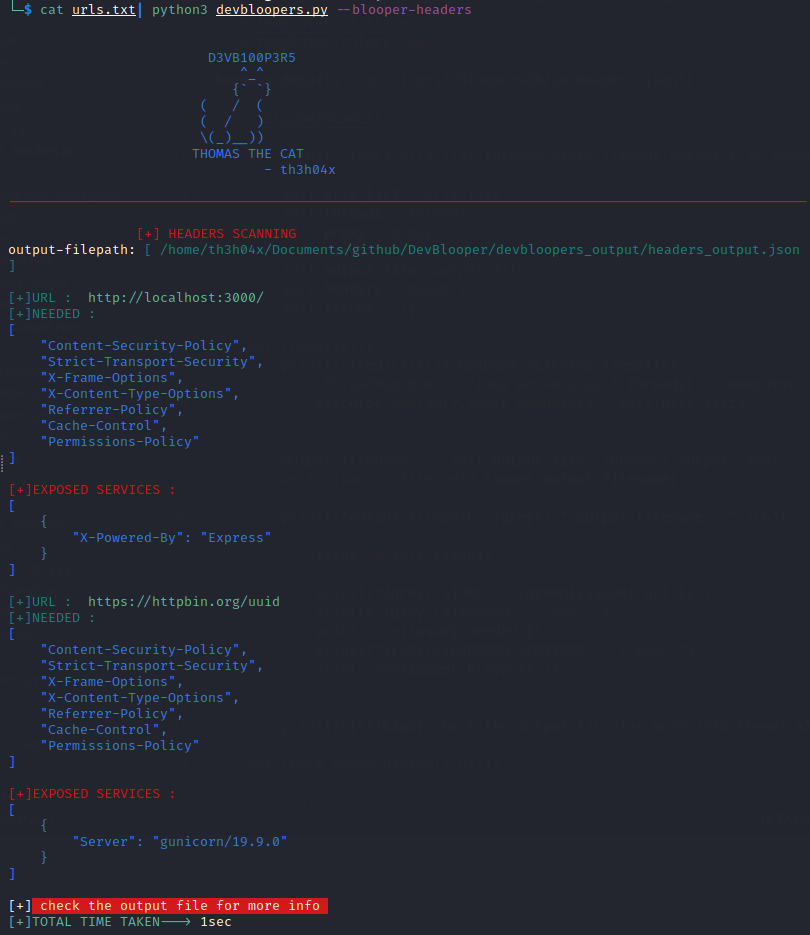 └─$ cat urls.txt| python3 devbloopers.py --blooper-headers
D3VB100P3R5
^_^
{` `}
(   /  (
(  /   )
\(_)__))
THOMAS THE CAT
- th3h04x
[+] HEADERS SCANNING
output-filepath: [ /home/th3h04x/Documents/github/DevBlooper/devbloopers_output/headers_output.json
]
[+]URL :  http://localhost:3000/
[+]NEEDED :
[
"Content-Security-Policy",
"Strict-Transport-Security",
"X-Frame-Options",
"X-Content-Type-Options",
"Referrer-Policy",
"Cache-Control",
"Permissions-Policy"
]
[+]EXPOSED SERVICES :
[
{
"X-Powered-By": "Express"
}
]
[+]URL :  https://httpbin.org/uuid
[+]NEEDED :
[
"Content-Security-Policy",
"Strict-Transport-Security",
"X-Frame-Options",
"X-Content-Type-Options",
"Referrer-Policy",
"Cache-Control",
"Permissions-Policy"
]
[+]EXPOSED SERVICES :
[
{
"Server": "gunicorn/19.9.0"
}
]
[+] check the output file for more info
[+]TOTAL TIME TAKEN---> 1sec